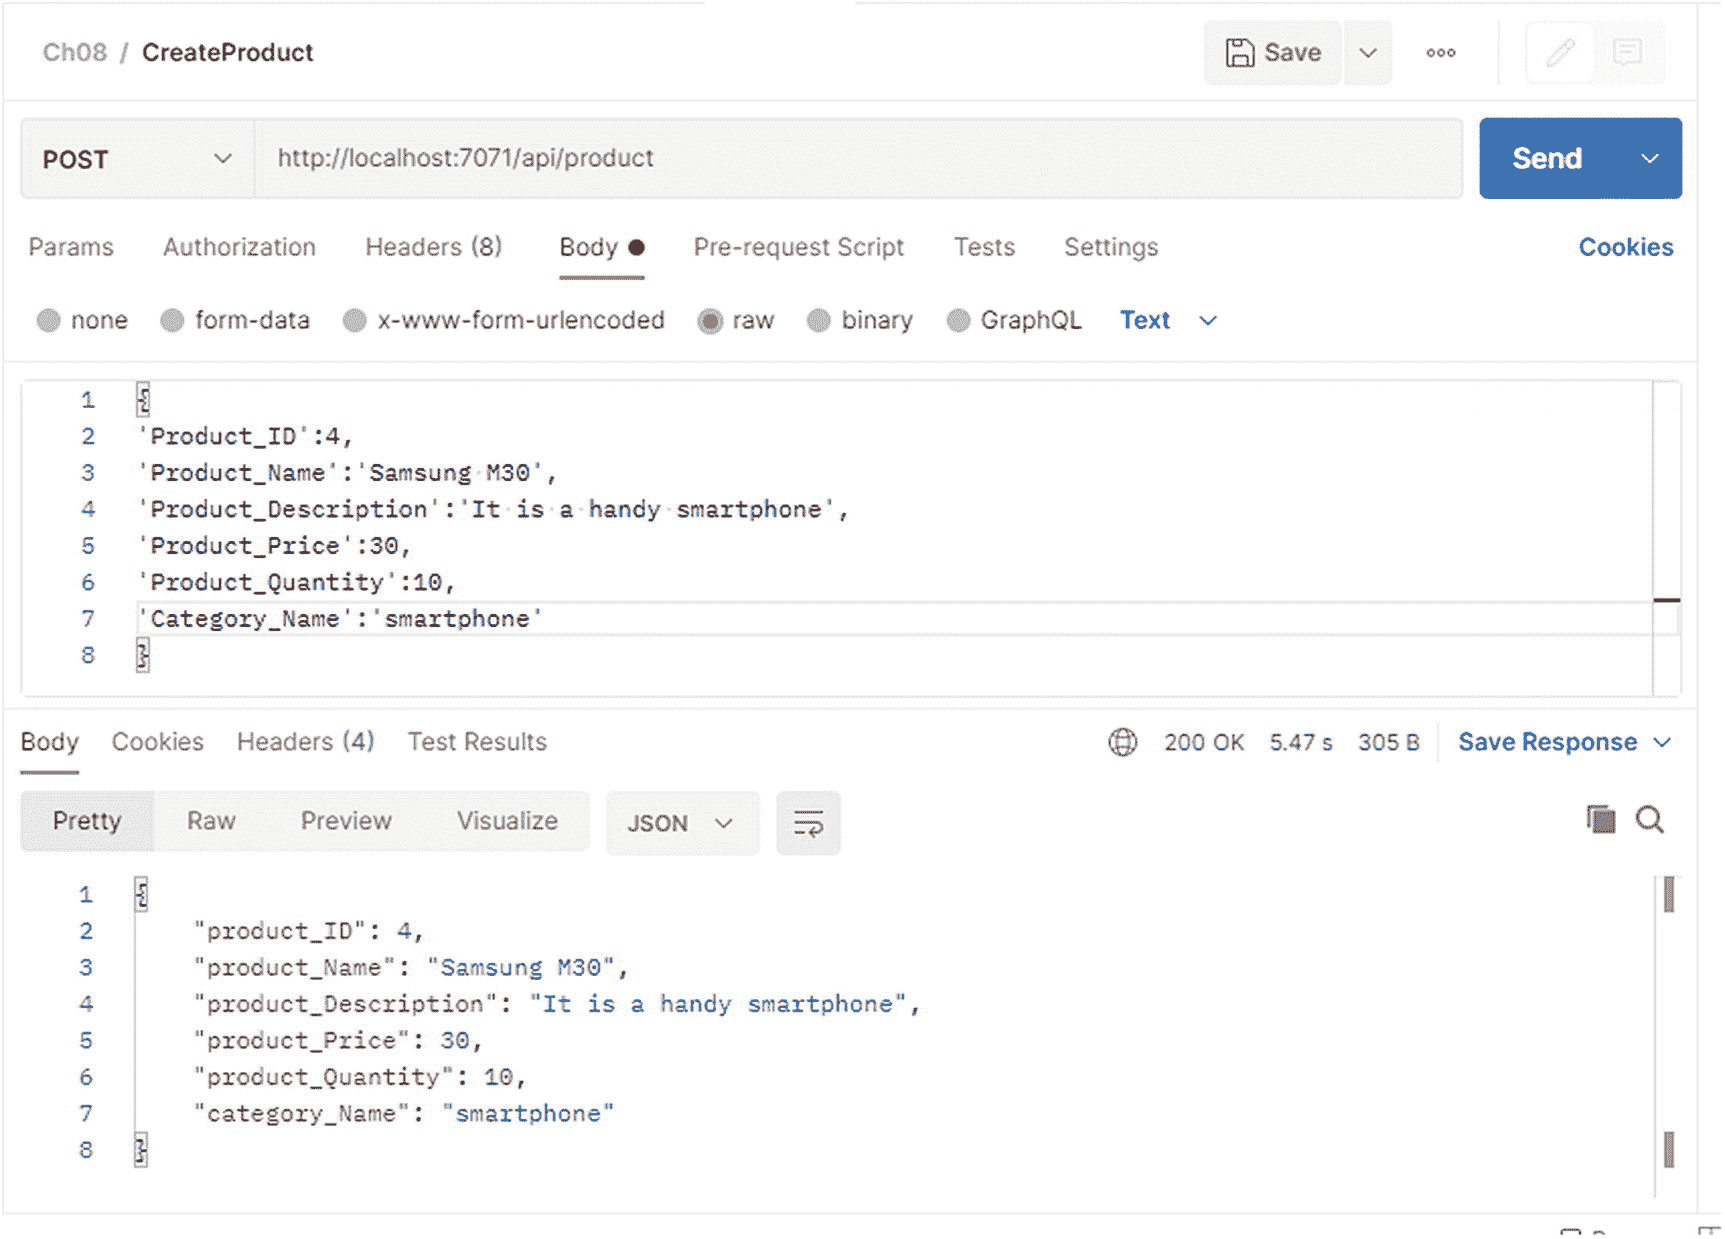 Ch08 / CreateProduct
Save
POST
http://localhost:7071/api/product
Send
Params Authorization Headers (8) Body Pre-request Script Tests Settings Cookies
none form-data x-www-form-urlencoded raw binary GraphQL Text
1 {
2 'Product_ID':4,
3 'Product_Name':'Samsung M30',
4 'Product_Description':'It is a handy smartphone',
5 'Product_Price':30,
6 'Product_Quantity':10,
7 'Category_Name':'smartphone'
8 }
Body Cookies Headers (4) Test Results 200 OK 5.47 s 305 B Save Response
Pretty Raw Preview Visualize JSON
1 {
2 "product_ID": 4,
3 "product_Name": "Samsung M30",
4 "product_Description": "It is a handy smartphone",
5 "product_Price": 30,
6 "product_Quantity": 10,
7 "category_Name": "smartphone"
8 }